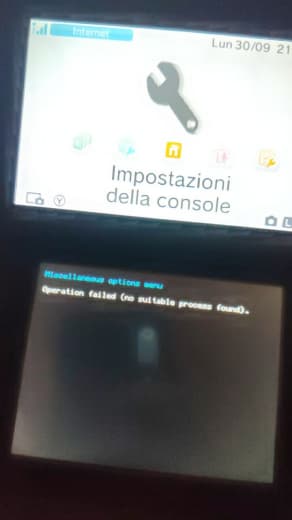 Internet
Lun 30/09 21
Impostazioni
della console
Y
L
Miscellaneous options menu
Operation failed (no suitable process found).